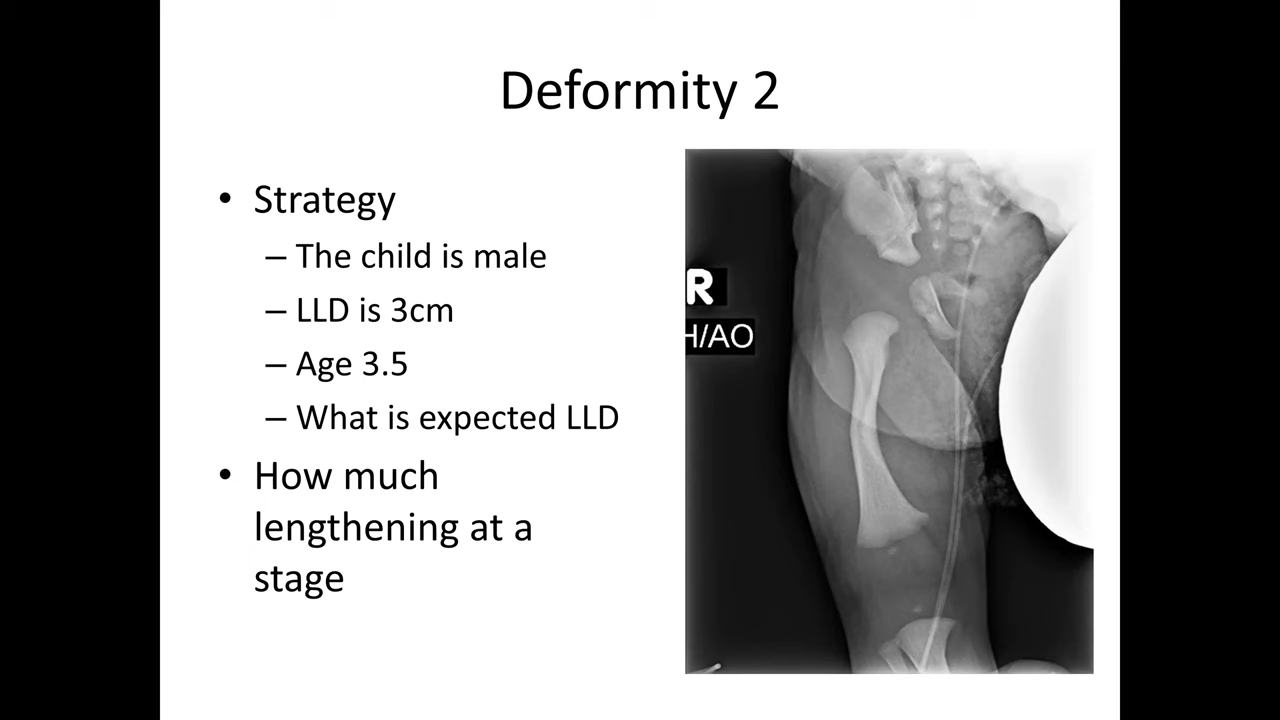 Deformity 2
• Strategy
– The child is male
– LLD is 3cm
– Age 3.5
– What is expected LLD
• How much
lengthening at a
stage
R
H/AO